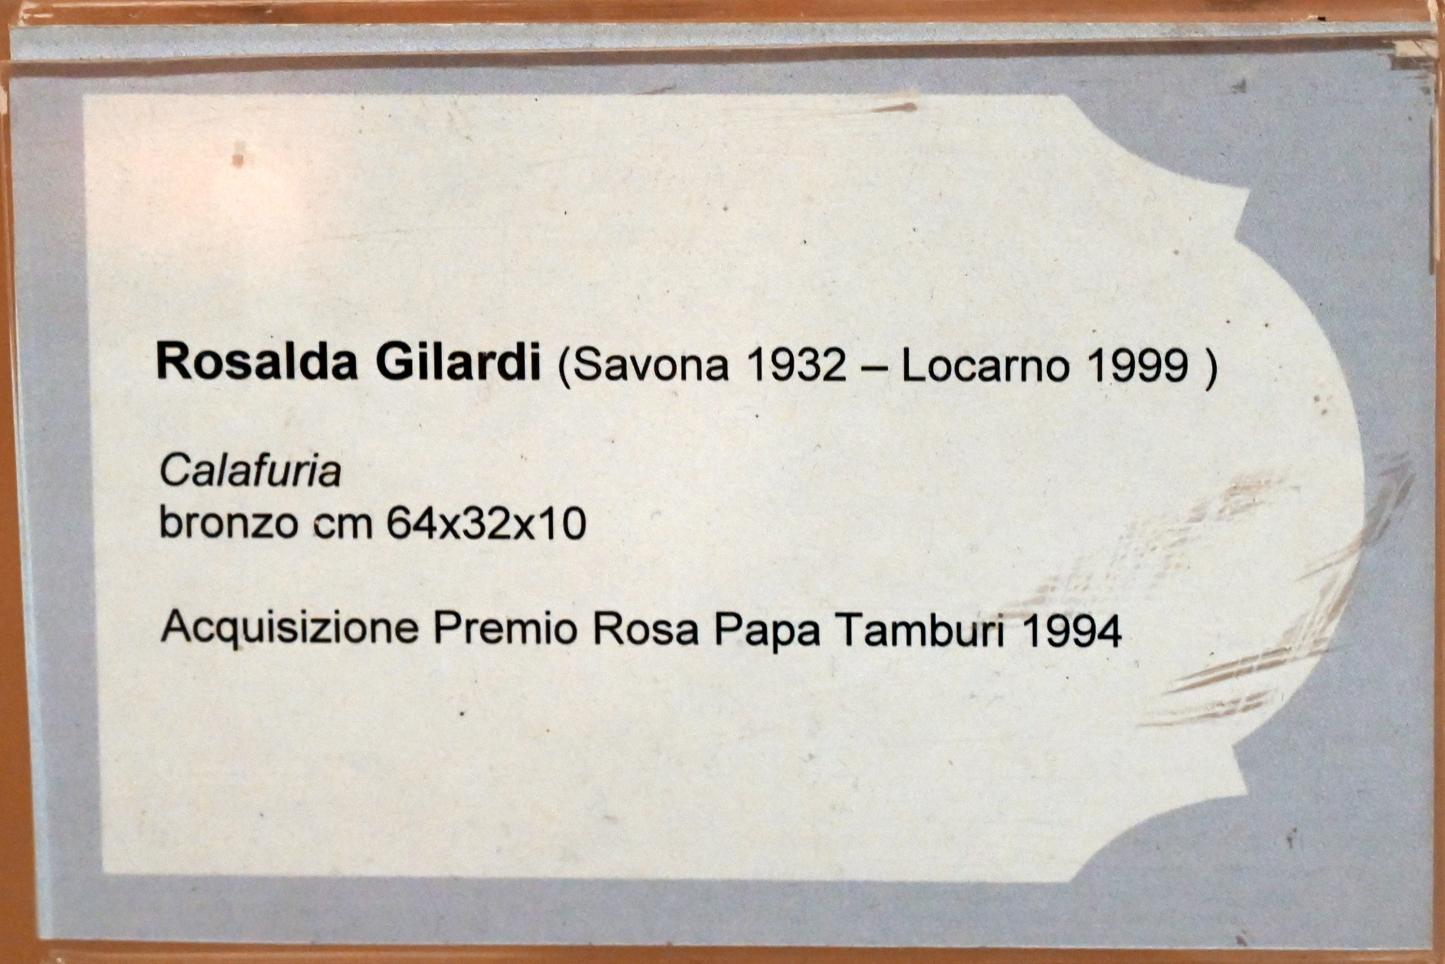 Rosalda Gilardi (Savona 1932 – Locarno 1999 )
Calafuria
bronzo cm 64x32x10
Acquisizione Premio Rosa Papa Tamburi 1994